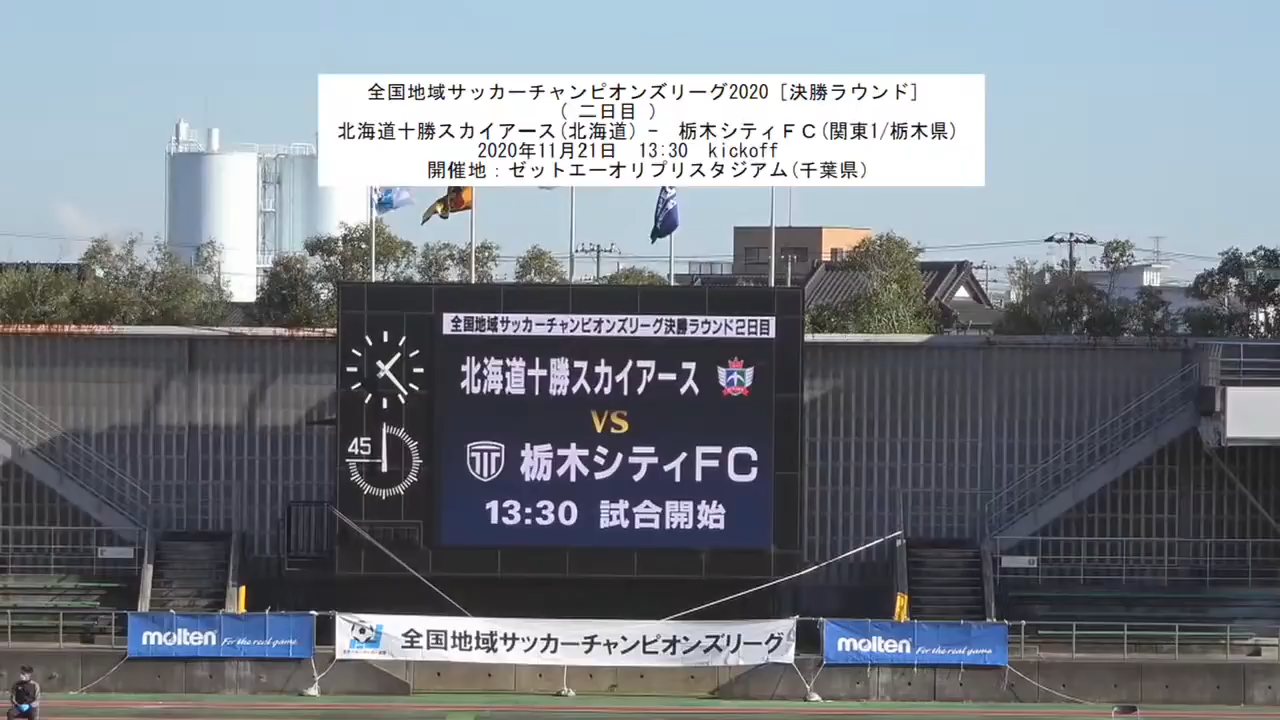 全国地域サッカーチャンピオンズリーグ2020［決勝ラウンド］
（ 二日目 ）
北海道十勝スカイアース(北海道) － 栃木シティＦＣ(関東1/栃木県)
2020年11月21日　13:30　kickoff
開催地：ゼットエーオリプリスタジアム(千葉県)
全国地域サッカーチャンピオンズリーグ決勝ラウンド2日目
北海道十勝スカイアース
VS
栃木シティFC
13:30 試合開始
45
molten For the real game
全国地域サッカーチャンピオンズリーグ
molten For the real game